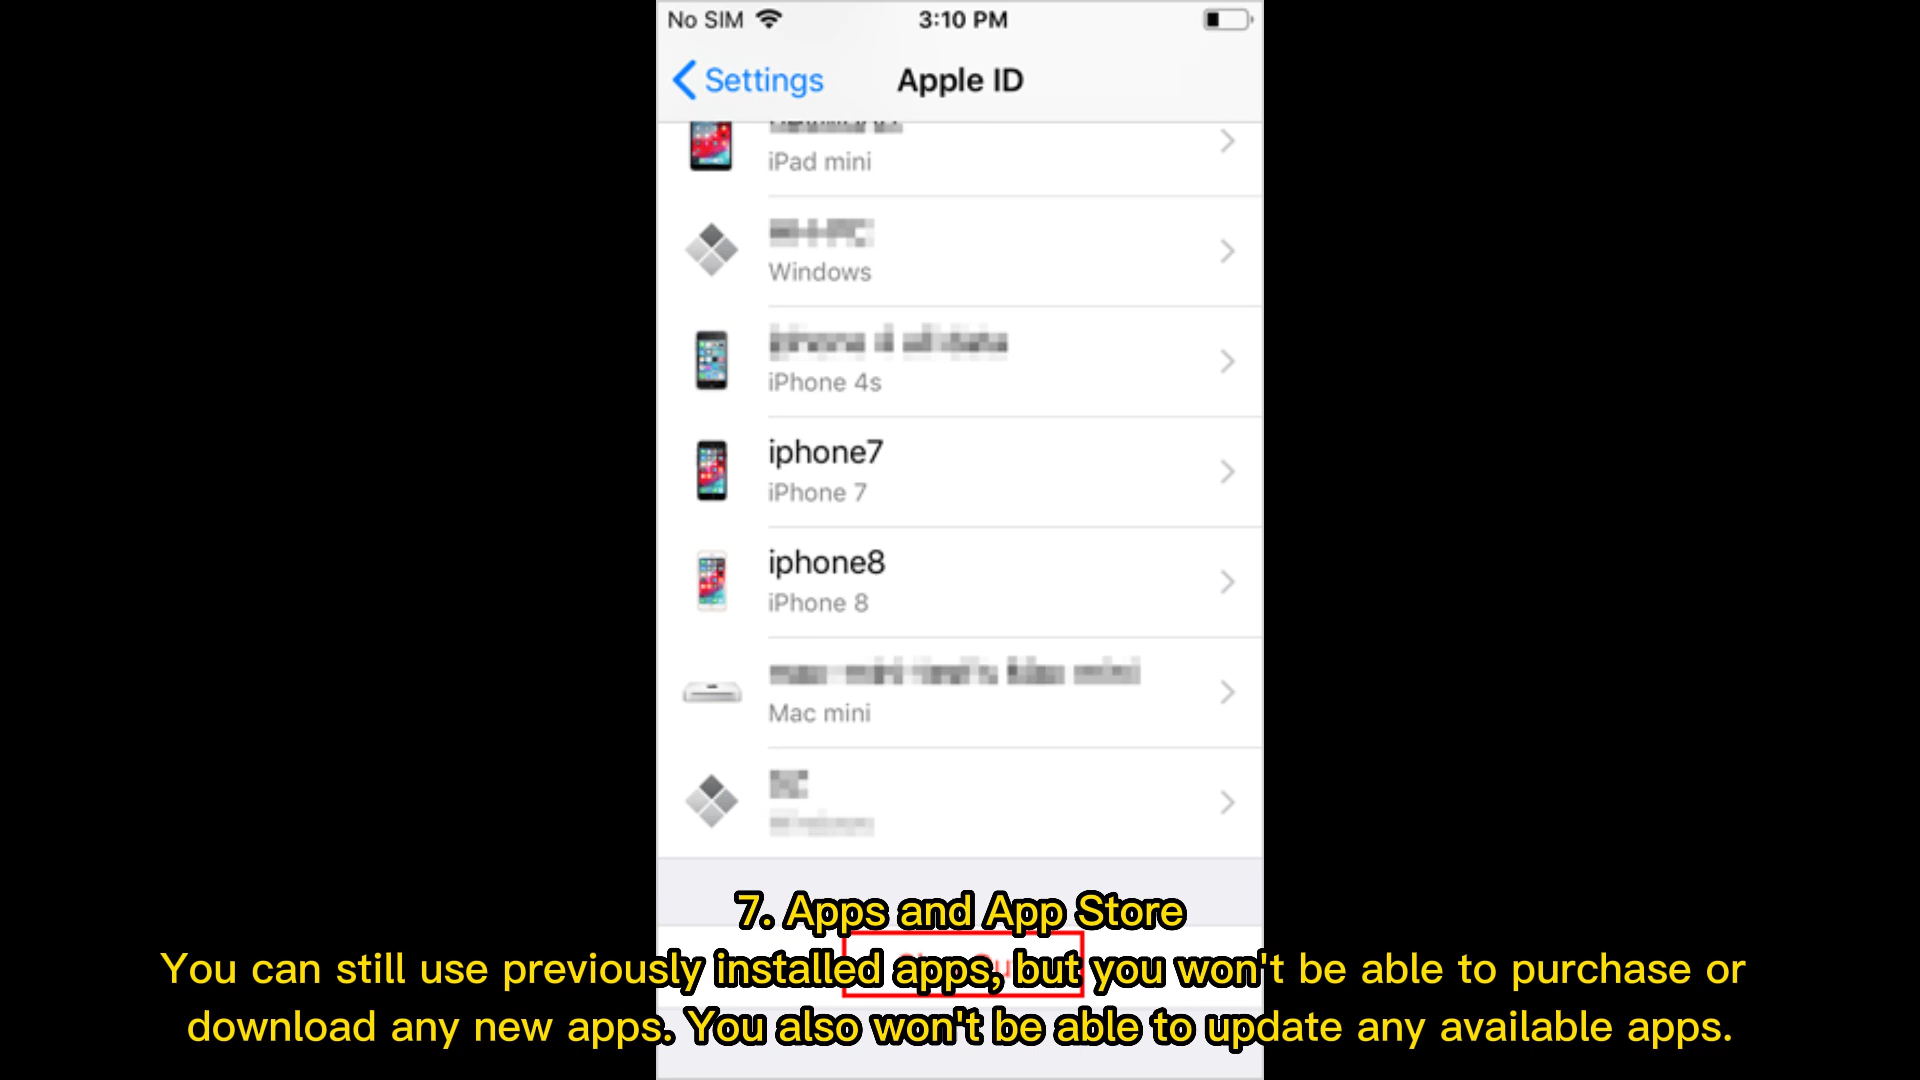 No SIM 3:10 PM
Settings Apple ID
iPad mini
Windows
iPhone 4s
iphone7
iPhone 7
iphone8
iPhone 8
Mac mini
7. Apps and App Store
You can still use previously installed apps, but you won't be able to purchase or
download any new apps. You also won't be able to update any available apps.